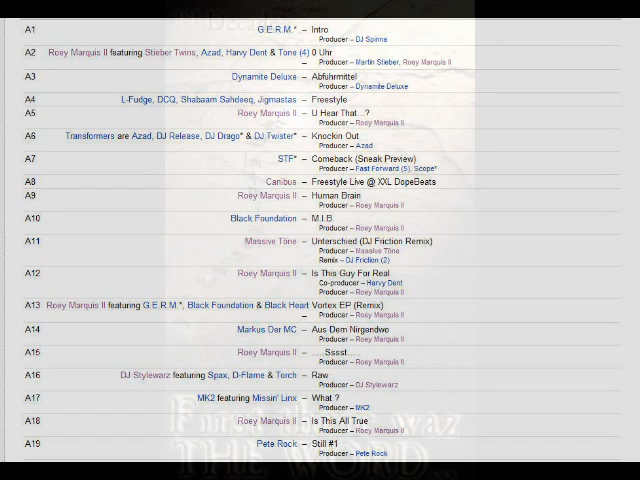 1st Decade
A1 G.E.R.M.* – Intro
Producer – DJ Spinna
A2 Roey Marquis II featuring Stieber Twins, Azad, Harvy Dent & Tone (4) – 0 Uhr
Producer – Martin Stieber, Roey Marquis II
A3 Dynamite Deluxe – Abführmittel
Producer – Dynamite Deluxe
A4 L-Fudge, DCQ, Shabaam Sahdeeq, Jigmastas – Freestyle
A5 Roey Marquis II – U Hear That...?
Producer – Roey Marquis II
A6 Transformers are Azad, DJ Release, DJ Drago* & DJ Twister* – Knockin Out
Producer – Azad
A7 STF* – Comeback (Sneak Preview)
Producer – Fast Forward (5), Scope*
A8 Canibus – Freestyle Live @ XXL DopeBeats
A9 Roey Marquis II – Human Brain
Producer – Roey Marquis II
A10 Black Foundation – M.I.B.
Producer – Roey Marquis II
A11 Massive Töne – Unterschied (DJ Friction Remix)
Producer – Massive Töne
Remix – DJ Friction (2)
A12 Roey Marquis II – Is This Guy For Real
Co-producer – Harvy Dent
Producer – Roey Marquis II
A13 Roey Marquis II featuring G.E.R.M.*, Black Foundation & Black Heart – Vortex EP (Remix)
Producer – Roey Marquis II
A14 Markus Der MC – Aus Dem Nirgendwo
Producer – Roey Marquis II
A15 Roey Marquis II – .....Sssst.....
Producer – Roey Marquis II
A16 DJ Stylewarz featuring Spax, D-Flame & Torch – Raw
Producer – DJ Stylewarz
A17 MK2 featuring Missin' Linx – What ?
Producer – MK2
A18 Roey Marquis II – Is This All True
Producer – Roey Marquis II
A19 Pete Rock – Still #1
Producer – Pete Rock
First there waz
THE WORD...